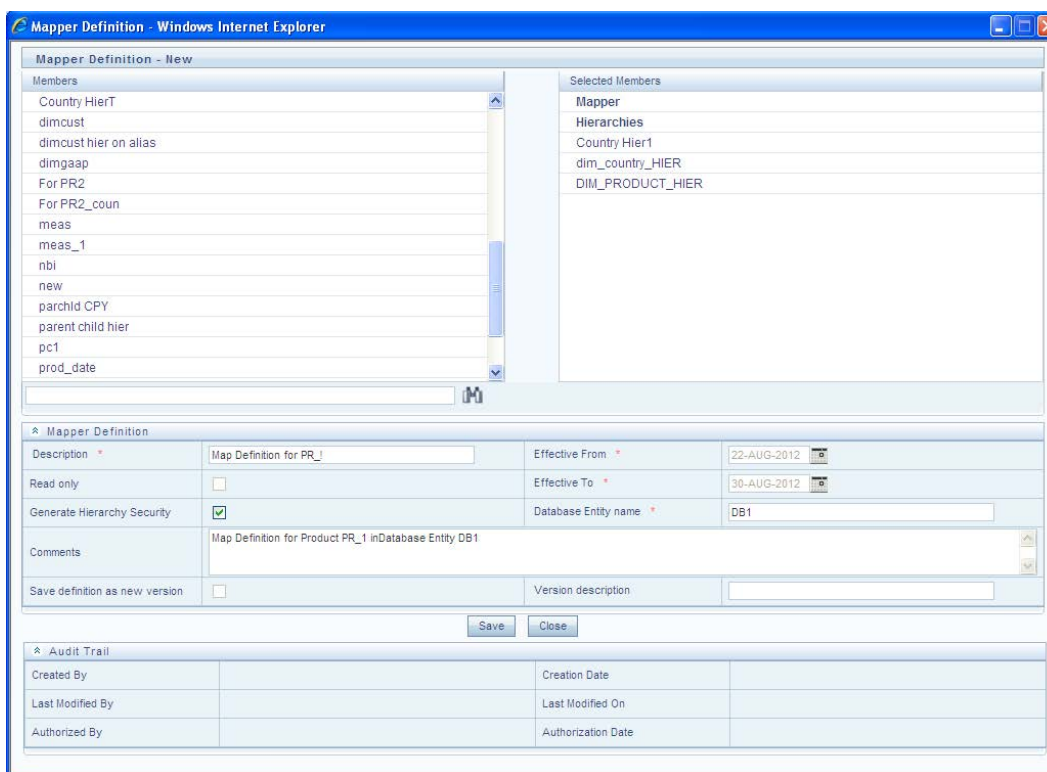 Mapper Definition - Windows Internet Explorer
Mapper Definition - New
Members
Country HierT
dimcust
dimcust hier on alias
dimgaap
For PR2
For PR2_coun
meas
meas_1
nbi
new
parchld CPY
parent child hier
pc1
prod_date
Selected Members
Mapper
Hierarchies
Country Hier1
dim_country_HIER
DIM_PRODUCT_HIER
Mapper Definition
Description * Map Definition for PR_! Effective From * 22-AUG-2012
Read only Effective To * 30-AUG-2012
Generate Hierarchy Security Database Entity name * DB1
Comments Map Definition for Product PR_1 inDatabase Entity DB1
Save definition as new version Version description
Save Close
Audit Trail
Created By Creation Date
Last Modified By Last Modified On
Authorized By Authorization Date